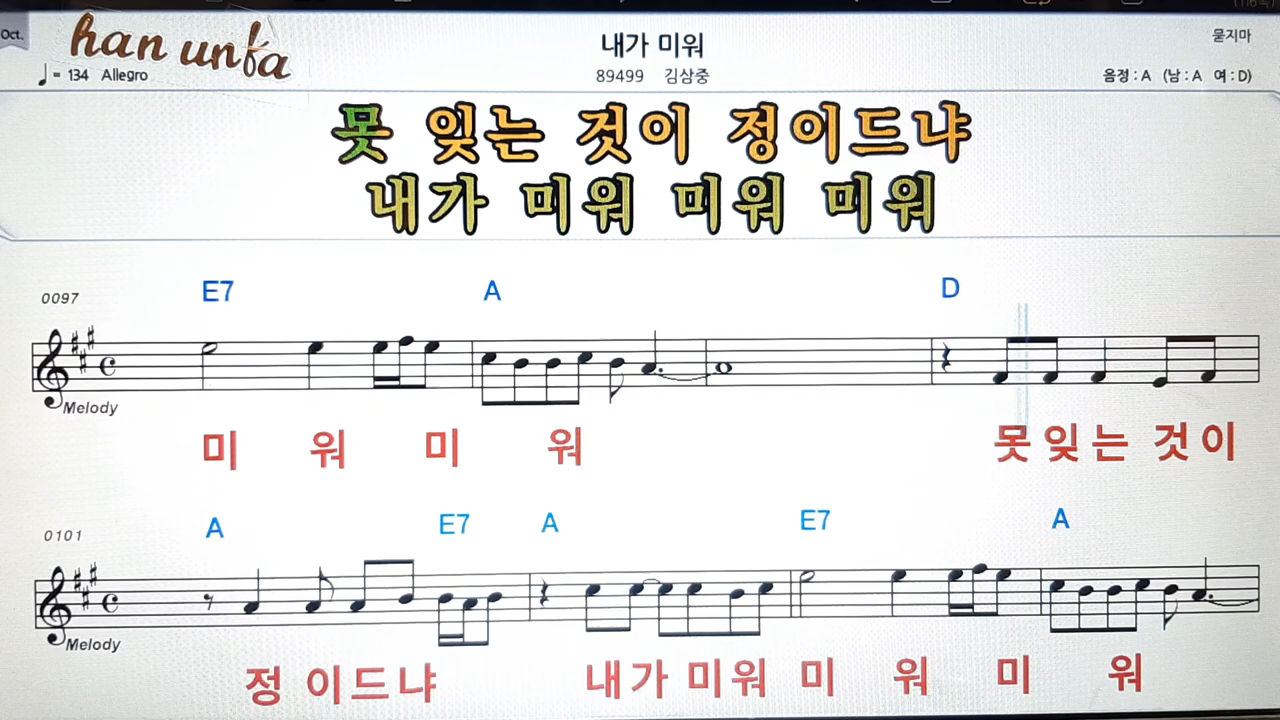 Oct.
han unfa
내가 미워
묻지마
♩= 134 Allegro
89499 김삼중
음정 : A (남 : A 여 : D)
못 잊는 것이 정이드냐
내가 미워 미워 미워
0097
E7 A D
Melody
미 워 미 워 못 잊 는 것 이
0101
A E7 A E7 A
Melody
정 이드냐 내가 미워 미 워 미 워